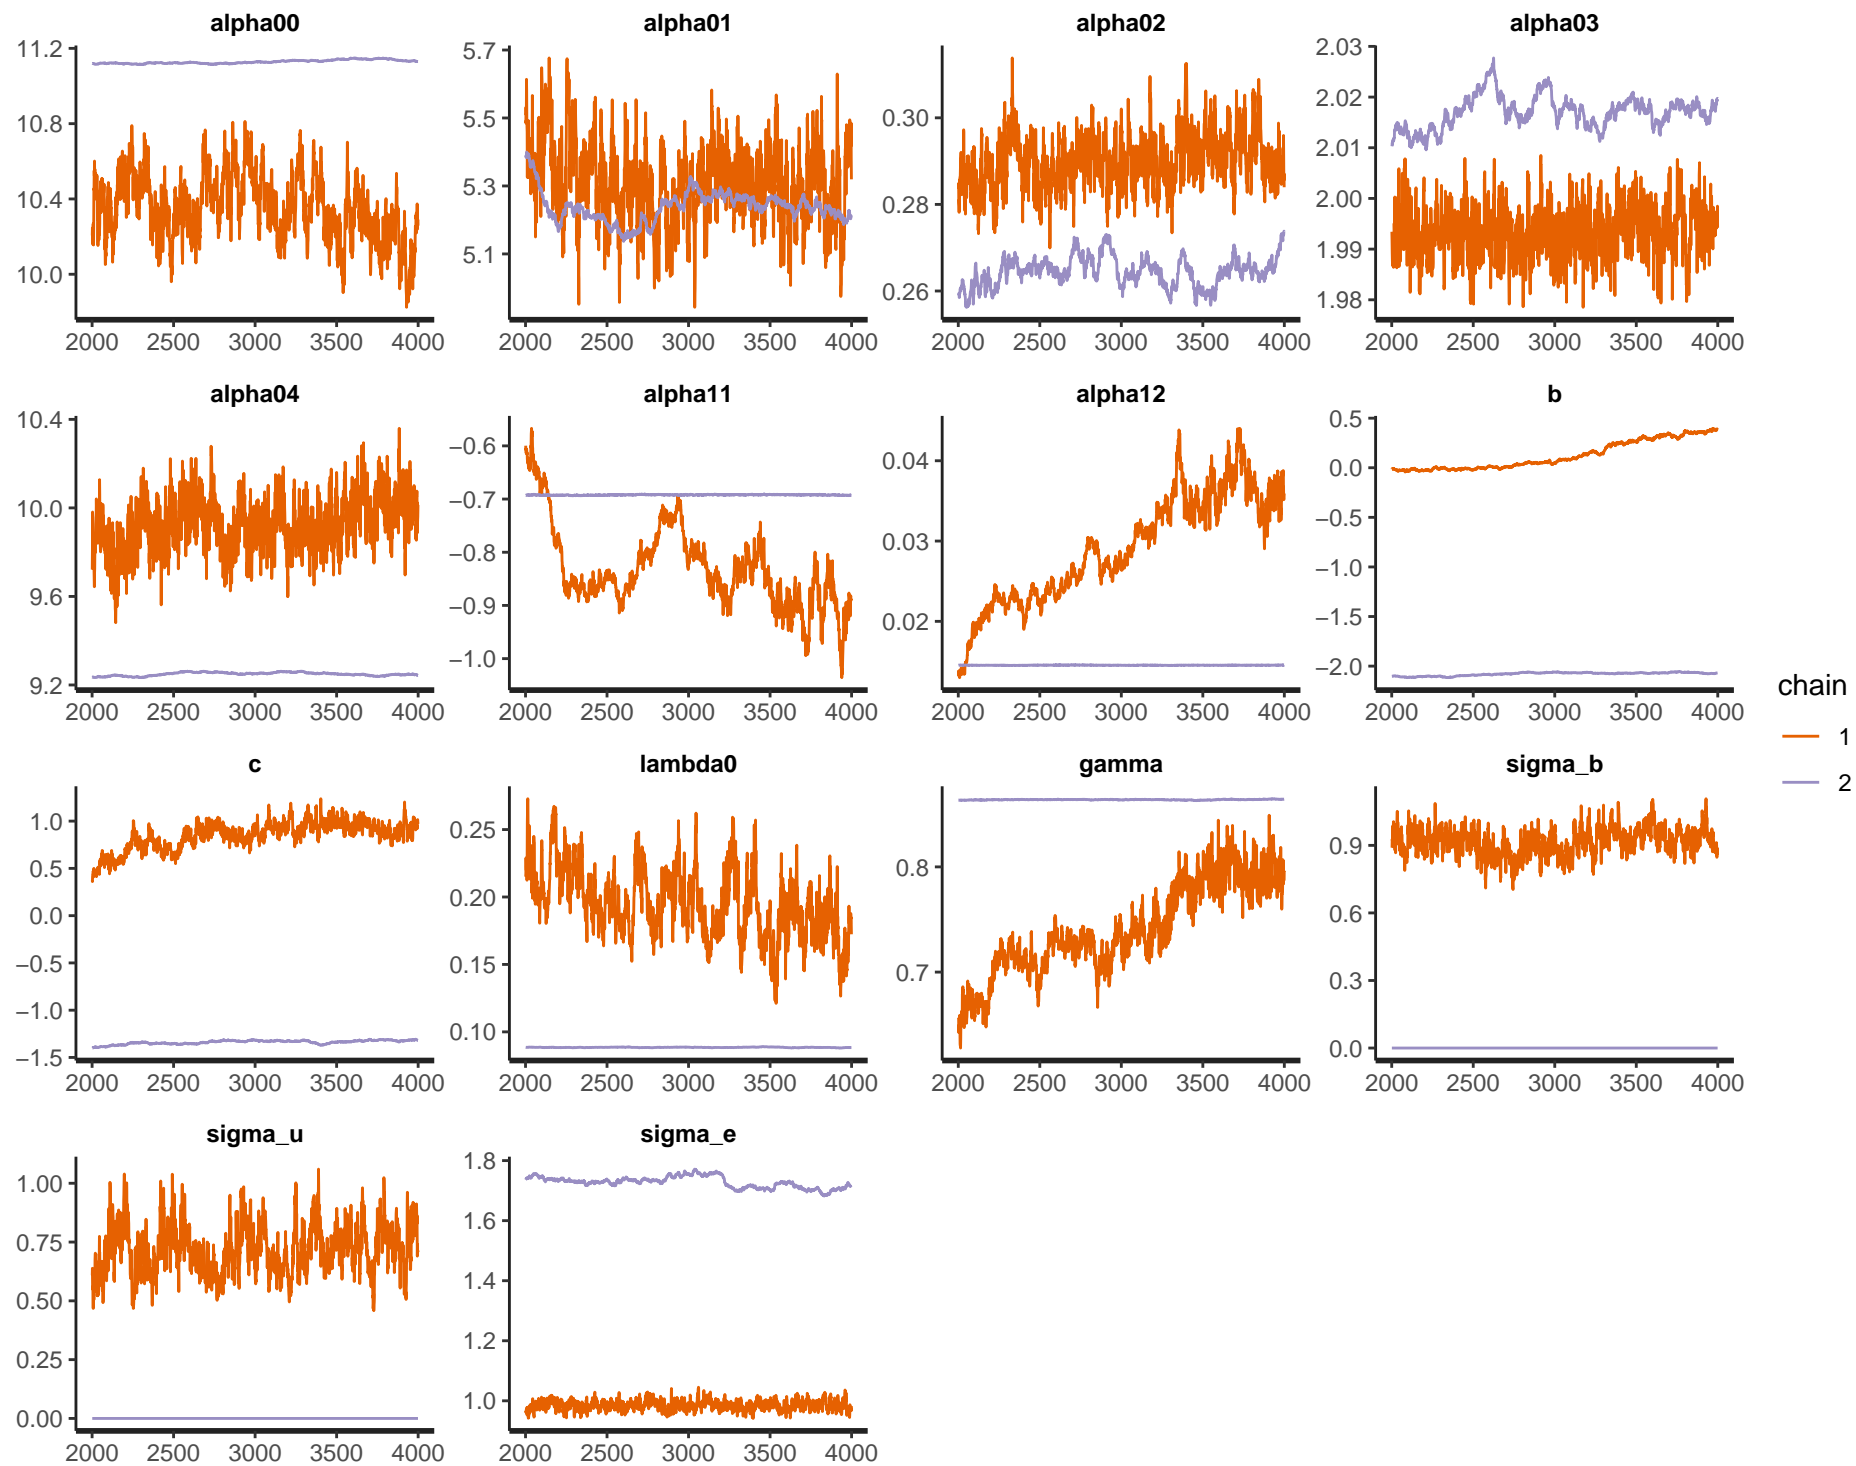 alpha00 alpha01 alpha02 alpha03
11.2 10.8 10.4 10.0
5.7 5.5 5.3 5.1
0.30 0.28 0.26
2.03 2.02 2.01 2.00 1.99 1.98
2000 2500 3000 3500 4000 2000 2500 3000 3500 4000 2000 2500 3000 3500 4000 2000 2500 3000 3500 4000
alpha04 alpha11 alpha12 b
10.4 10.0 9.6 9.2
−0.6 −0.7 −0.8 −0.9 −1.0
0.04 0.03 0.02
0.5 0.0 −0.5 −1.0 −1.5 −2.0
2000 2500 3000 3500 4000 2000 2500 3000 3500 4000 2000 2500 3000 3500 4000 2000 2500 3000 3500 4000
c lambda0 gamma sigma_b
1.0 0.5 0.0 −0.5 −1.0 −1.5
0.25 0.20 0.15 0.10
0.8 0.7
0.9 0.6 0.3 0.0
2000 2500 3000 3500 4000 2000 2500 3000 3500 4000 2000 2500 3000 3500 4000 2000 2500 3000 3500 4000
sigma_u sigma_e
1.00 0.75 0.50 0.25 0.00
1.8 1.6 1.4 1.2 1.0
2000 2500 3000 3500 4000 2000 2500 3000 3500 4000
chain
1
2